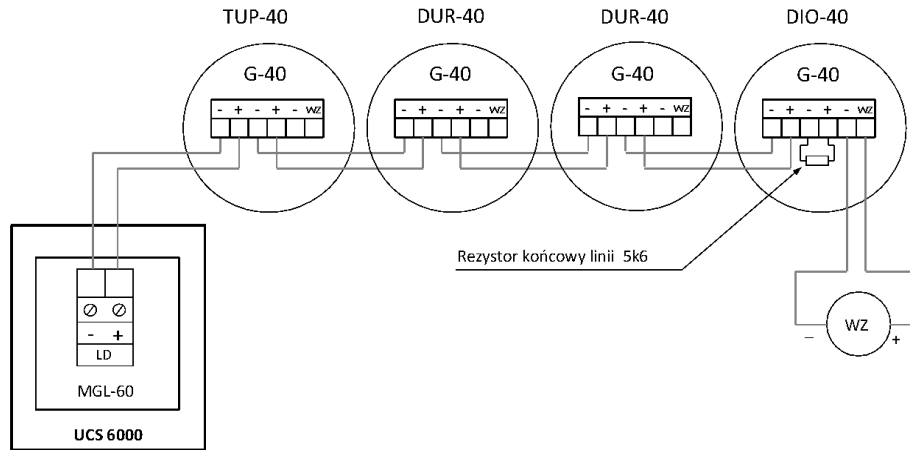 TUP-40 DUR-40 DUR-40 DIO-40
G-40 G-40 G-40 G-40
- + - + - WZ - + - + - WZ - + - + - WZ - + - + - WZ
Rezystor końcowy linii 5k6
- +
LD
MGL-60
UCS 6000
WZ
− +